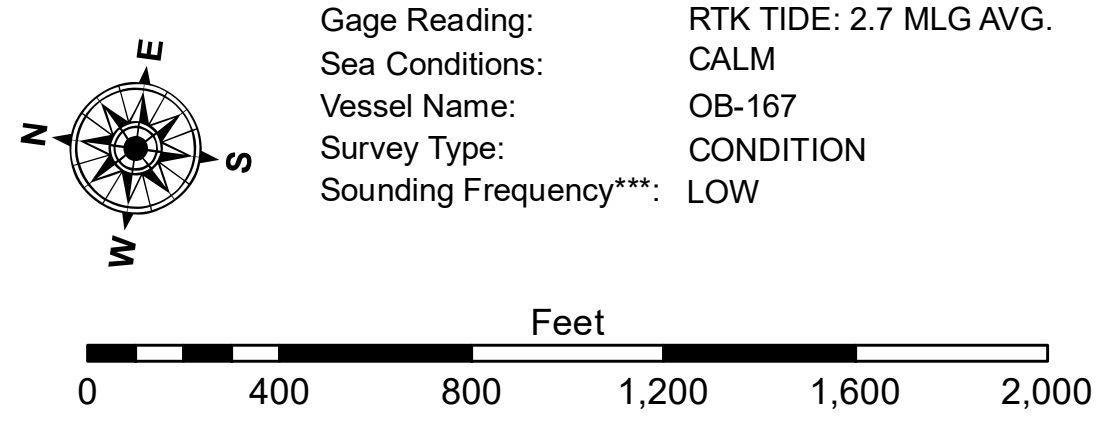 E
N
S
W
Gage Reading: RTK TIDE: 2.7 MLG AVG.
Sea Conditions: CALM
Vessel Name: OB-167
Survey Type: CONDITION
Sounding Frequency***: LOW
Feet
0 400 800 1,200 1,600 2,000